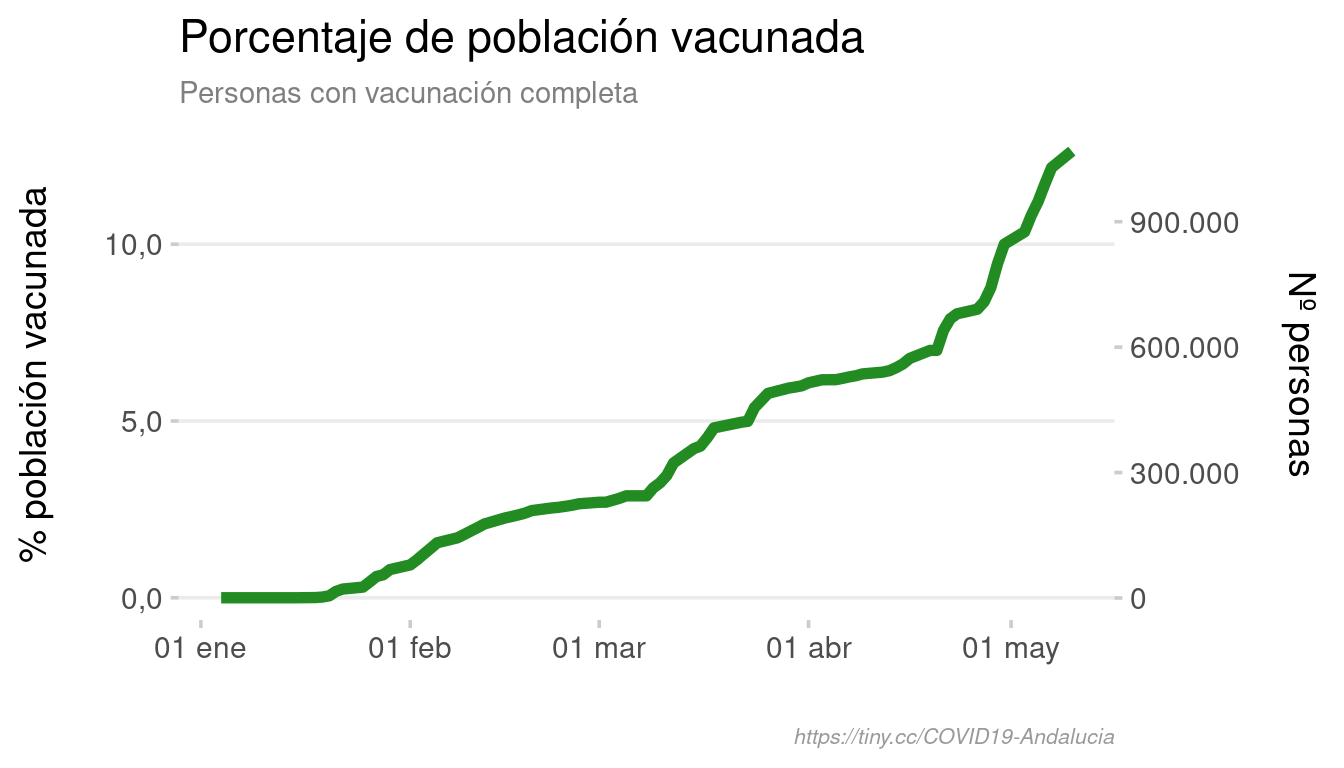 Porcentaje de población vacunada
Personas con vacunación completa
% población vacunada
10,0
5,0
0,0
900.000
600.000
300.000
0
Nº personas
01 ene
01 feb
01 mar
01 abr
01 may
https://tiny.cc/COVID19-Andalucia